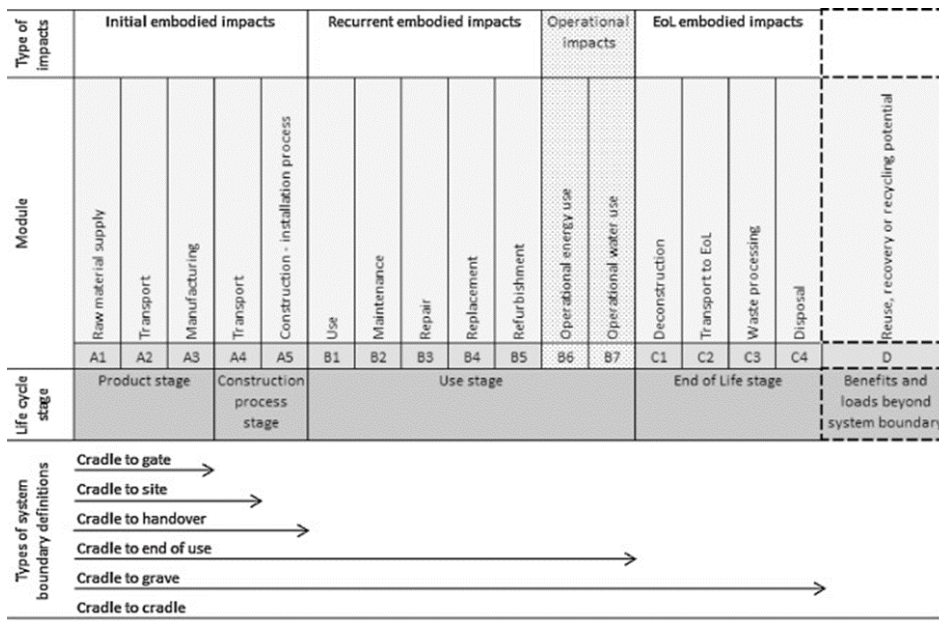 Type of
impacts
Initial embodied impacts
Recurrent embodied impacts
Operational
impacts
EoL embodied impacts
Module
Raw material supply
Transport
Manufacturing
Transport
Construction - installation process
Use
Maintenance
Repair
Replacement
Refurbishment
Operational energy use
Operational water use
Deconstruction
Transport to EoL
Waste processing
Disposal
Reuse, recovery or recycling potential
A1
A2
A3
A4
A5
B1
B2
B3
B4
B5
B6
B7
C1
C2
C3
C4
D
Life cycle
stage
Product stage
Construction
process
stage
Use stage
End of Life stage
Benefits and
loads beyond
system boundary
Types of system
boundary definitions
Cradle to gate
Cradle to site
Cradle to handover
Cradle to end of use
Cradle to grave
Cradle to cradle